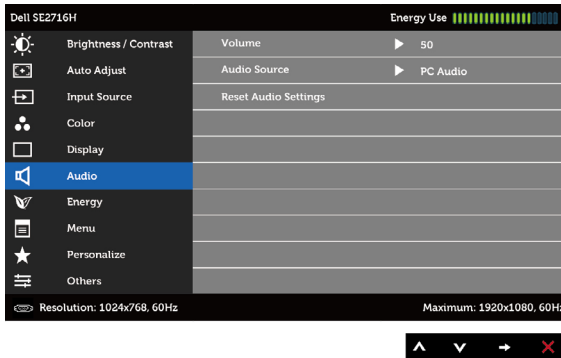 Dell SE2716H Energy Use
Brightness / Contrast Volume 50
Auto Adjust Audio Source PC Audio
Input Source Reset Audio Settings
Color
Display
Audio
Energy
Menu
Personalize
Others
Resolution: 1024x768, 60Hz Maximum: 1920x1080, 60Hz